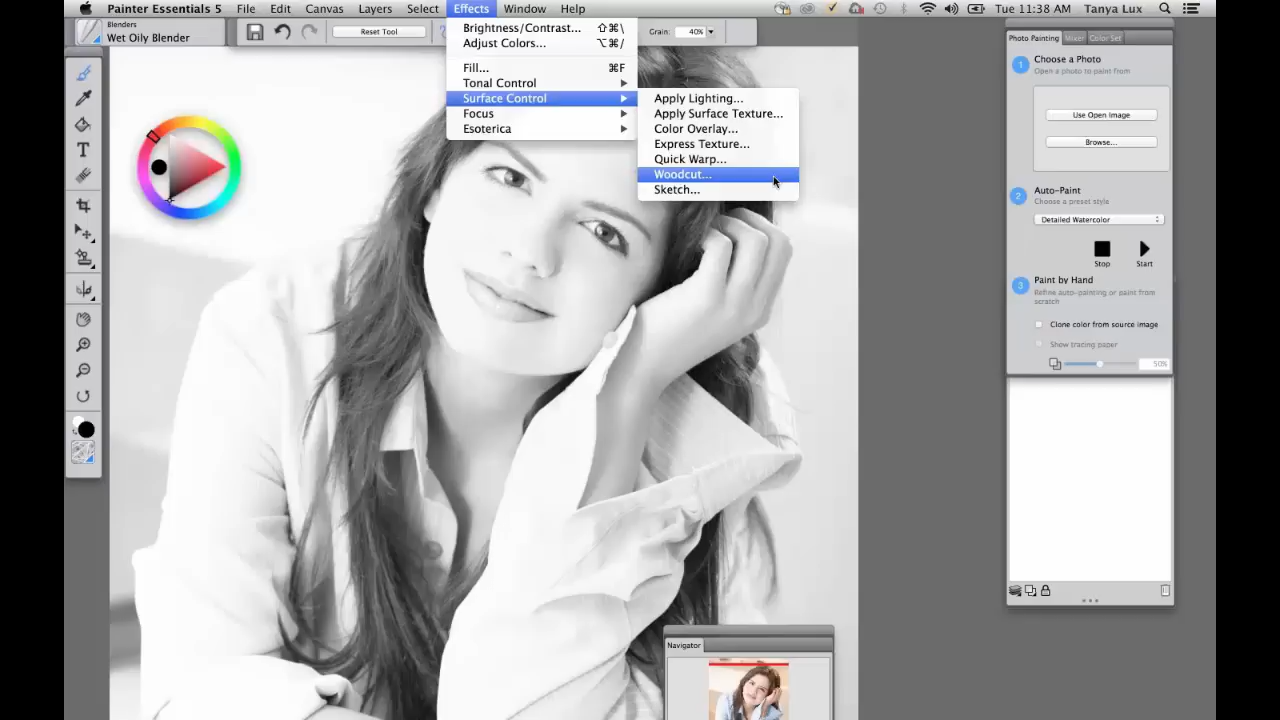 Painter Essentials 5 File Edit Canvas Layers Select Effects Window Help Tue 11:38 AM Tanya Lux
Blenders
Wet Oily Blender
Reset Tool
Grain: 40%
Brightness/Contrast... ⇧⌘\
Adjust Colors... ⌥⌘/
Fill... ⌘F
Tonal Control
Surface Control
Focus
Esoterica
Apply Lighting...
Apply Surface Texture...
Color Overlay...
Express Texture...
Quick Warp...
Woodcut...
Sketch...
Photo Painting Mixer Color Set
1 Choose a Photo
Open a photo to paint from
Use Open Image
Browse...
2 Auto-Paint
Choose a preset style
Detailed Watercolor
Stop Start
3 Paint by Hand
Refine auto-painting or paint from
scratch
Clone color from source image
Show tracing paper
50%
T
Navigator